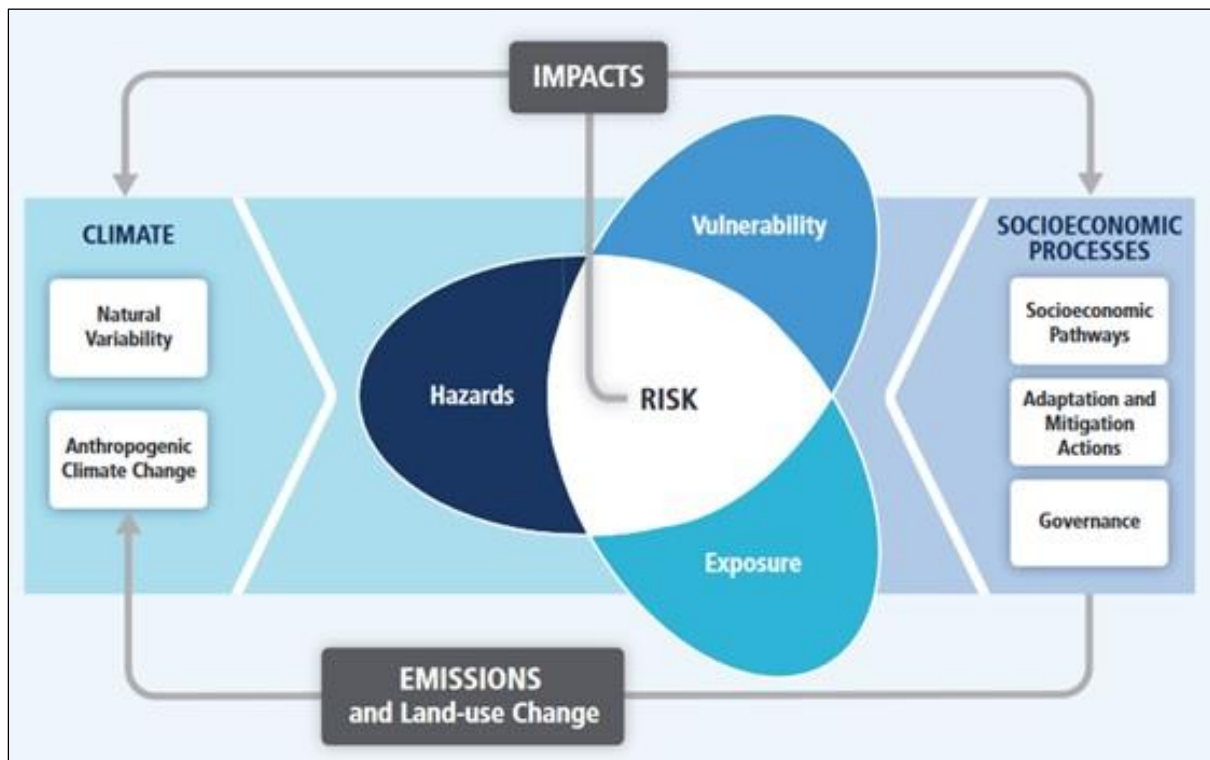 IMPACTS
CLIMATE
Natural
Variability
Anthropogenic
Climate Change
Vulnerability
Hazards
RISK
Exposure
SOCIOECONOMIC
PROCESSES
Socioeconomic
Pathways
Adaptation and
Mitigation
Actions
Governance
EMISSIONS
and Land-use Change